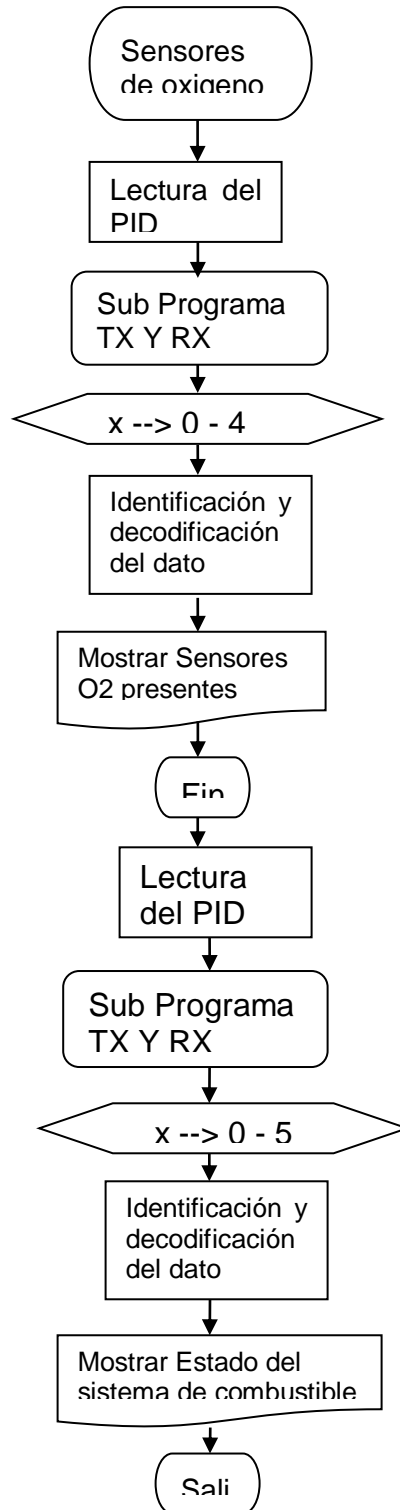 Sensores
de oxigeno
Lectura del
PID
Sub Programa
TX Y RX
x --> 0 - 4
Identificación y
decodificación
del dato
Mostrar Sensores
O2 presentes
Fin
Lectura
del PID
Sub Programa
TX Y RX
x --> 0 - 5
Identificación y
decodificación
del dato
Mostrar Estado del
sistema de combustible
Sali